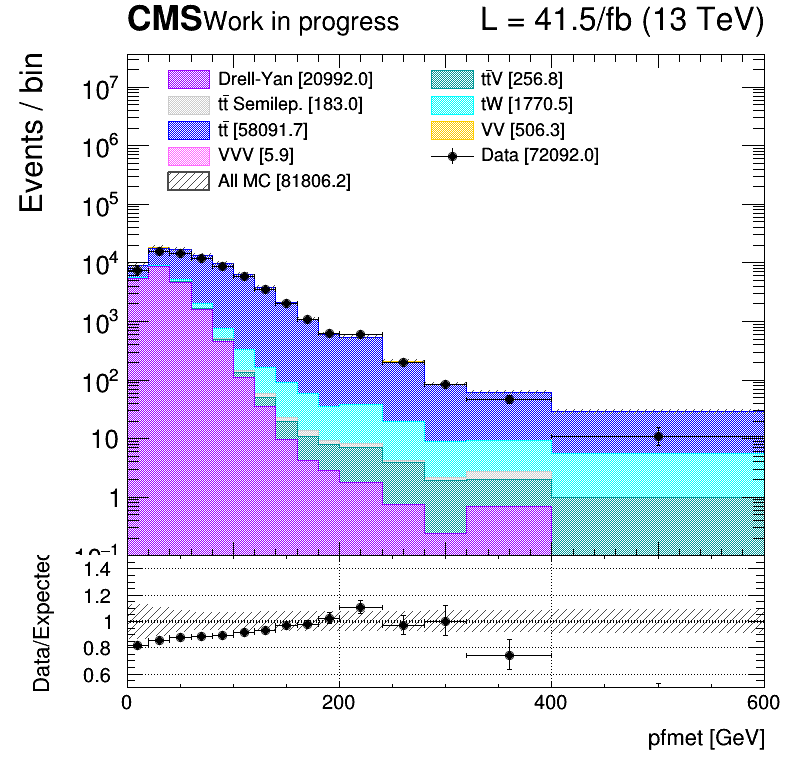 CMS Work in progress L = 41.5/fb (13 TeV)
Events / bin
Drell-Yan [20992.0]
tt̄ Semilep. [183.0]
tt̄ [58091.7]
VVV [5.9]
All MC [81806.2]
tt̄V [256.8]
tW [1770.5]
VV [506.3]
Data [72092.0]
10⁷
10⁶
10⁵
10⁴
10³
10²
10
1
10⁻¹
Data/Expected
1.4
1.2
1
0.8
0.6
0 200 400 600
pfmet [GeV]